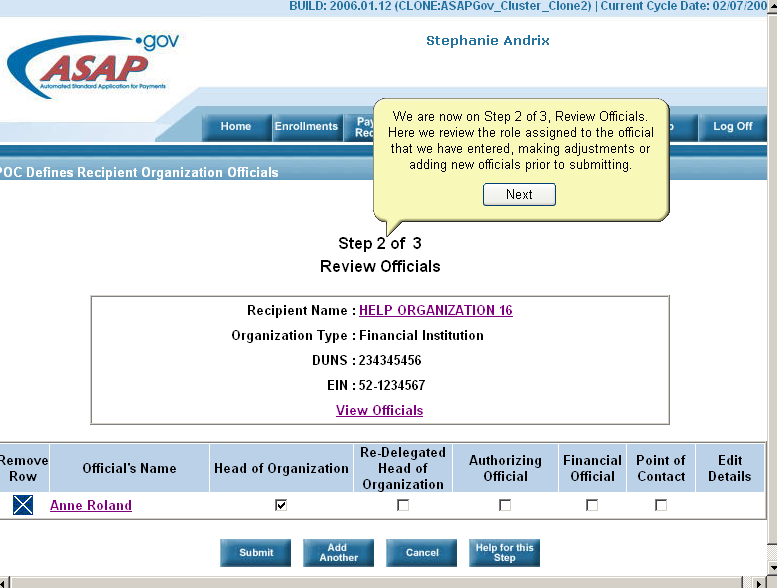 BUILD: 2006.01.12 (CLONE:ASAPGov_Cluster_Clone2) | Current Cycle Date: 02/07/200
ASAP.gov
Automated Standard Application for Payments
Stephanie Andrix
Home
Enrollments
Log Off
POC Defines Recipient Organization Officials
We are now on Step 2 of 3, Review Officials.
Here we review the role assigned to the official
that we have entered, making adjustments or
adding new officials prior to submitting.
Next
Step 2 of 3
Review Officials
Recipient Name : HELP ORGANIZATION 16
Organization Type : Financial Institution
DUNS : 234345456
EIN : 52-1234567
View Officials
Remove Row
Official's Name
Head of Organization
Re-Delegated Head of Organization
Authorizing Official
Financial Official
Point of Contact
Edit Details
Anne Roland
Submit
Add Another
Cancel
Help for this Step